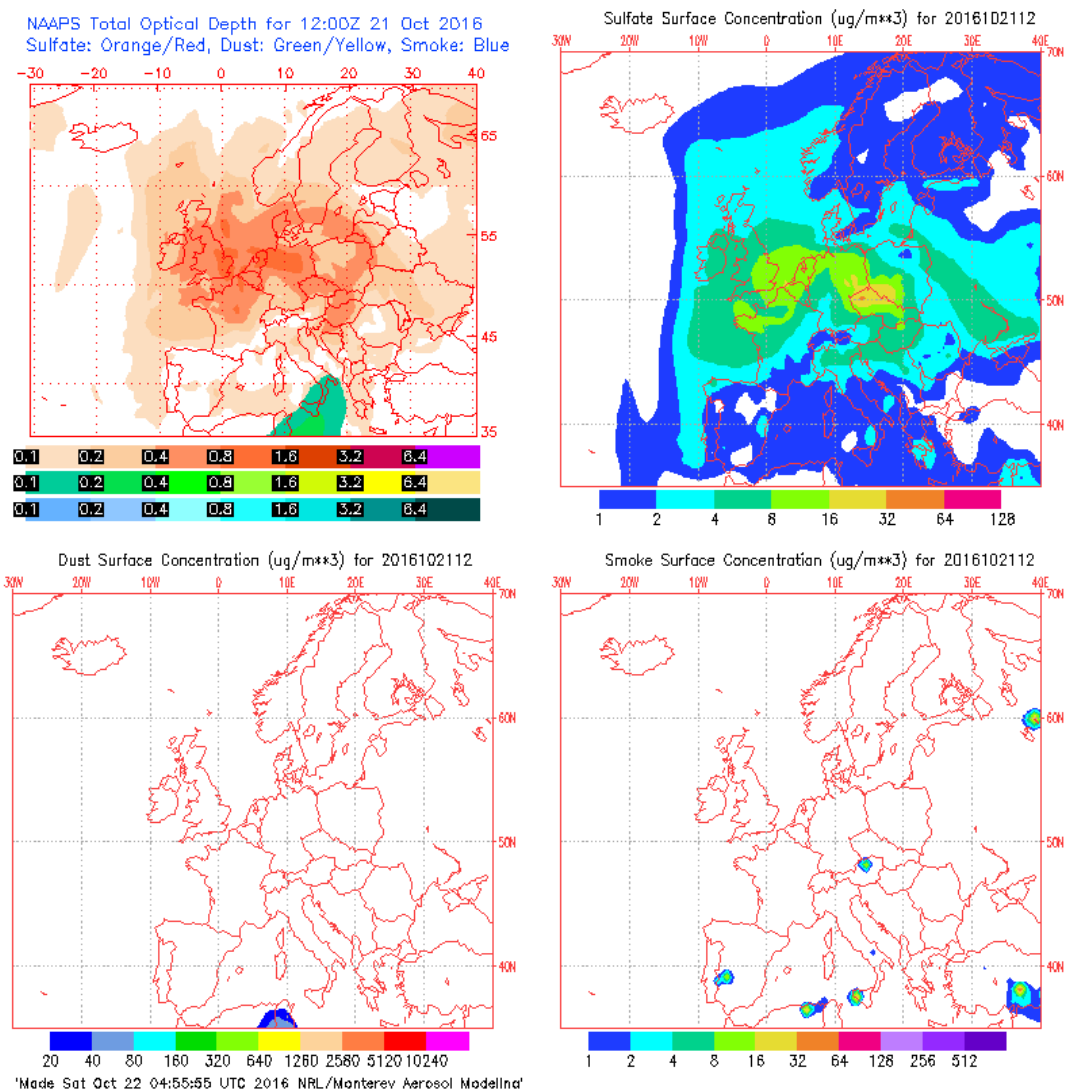 NAAPS Total Optical Depth for 12:00Z 21 Oct 2016
Sulfate: Orange/Red, Dust: Green/Yellow, Smoke: Blue
-30 -20 -10 0 10 20 30 40
65
55
45
35
0.1 0.2 0.4 0.8 1.6 3.2 6.4
0.1 0.2 0.4 0.8 1.6 3.2 6.4
0.1 0.2 0.4 0.8 1.6 3.2 6.4
Sulfate Surface Concentration (ug/m**3) for 2016102112
30W 20W 10W 0 10E 20E 30E 40E
70N
60N
50N
40N
1 2 4 8 16 32 64 128
Dust Surface Concentration (ug/m**3) for 2016102112
30W 20W 10W 0 10E 20E 30E 40E
70N
60N
50N
40N
20 40 80 160 320 640 1260 2580 5120 10240
'Made Sat Oct 22 04:55:55 UTC 2016 NRL/Monterey Aerosol Modeling'
Smoke Surface Concentration (ug/m**3) for 2016102112
30W 20W 10W 0 10E 20E 30E 40E
70N
60N
50N
40N
1 2 4 8 16 32 64 128 256 512